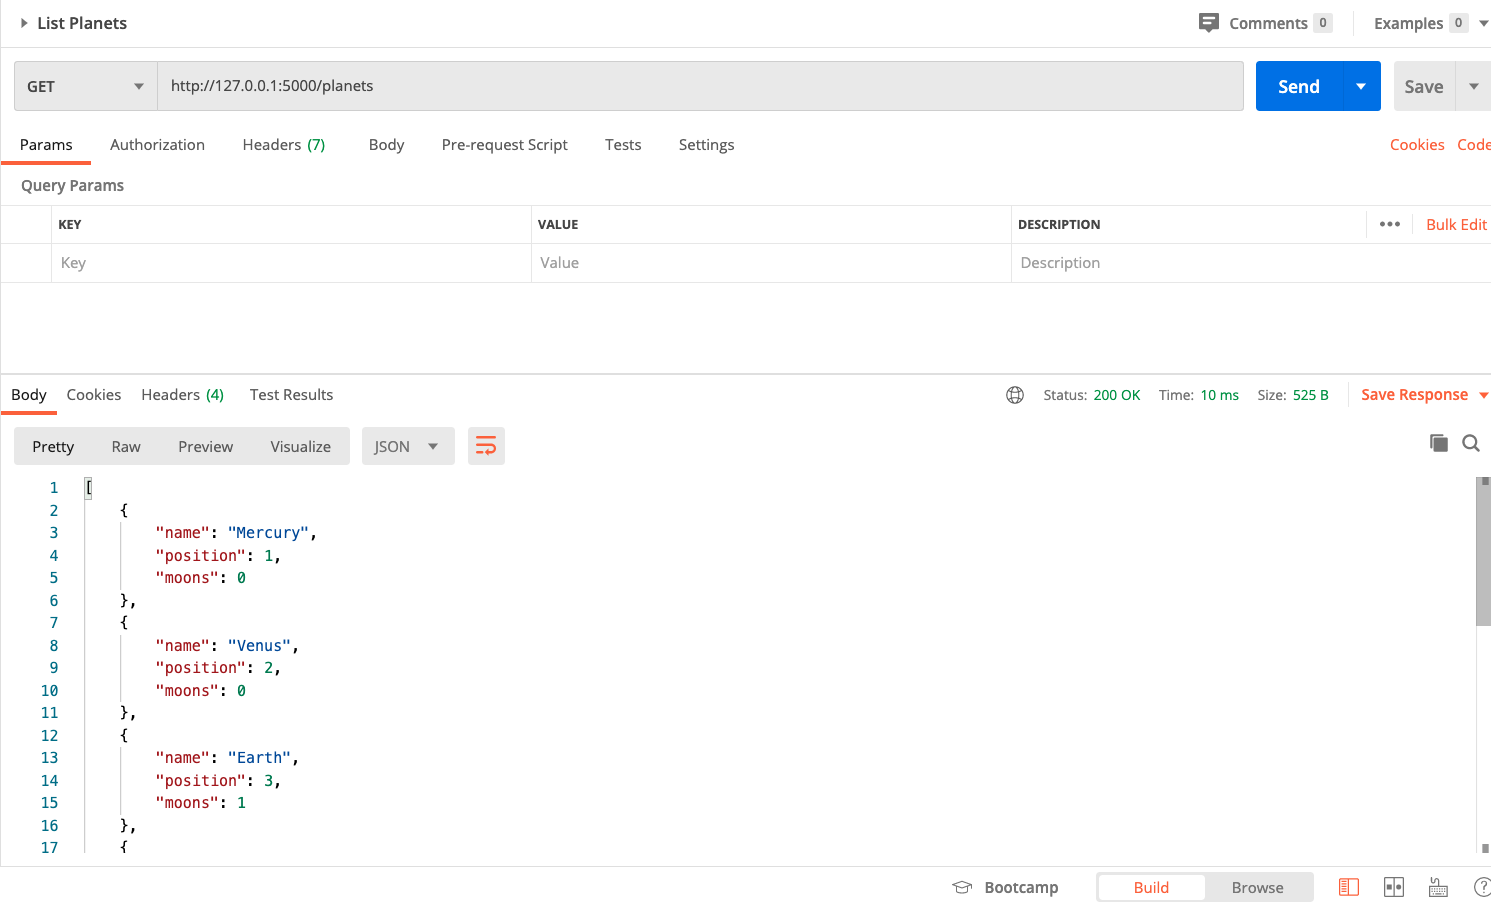 List Planets
Comments 0
Examples 0
GET
http://127.0.0.1:5000/planets
Send
Save
Params Authorization Headers (7) Body Pre-request Script Tests Settings
Cookies Code
Query Params
KEY VALUE DESCRIPTION
Bulk Edit
Key Value Description
Body Cookies Headers (4) Test Results
Status: 200 OK Time: 10 ms Size: 525 B
Save Response
Pretty Raw Preview Visualize
JSON
1 [
2 {
3 "name": "Mercury",
4 "position": 1,
5 "moons": 0
6 },
7 {
8 "name": "Venus",
9 "position": 2,
10 "moons": 0
11 },
12 {
13 "name": "Earth",
14 "position": 3,
15 "moons": 1
16 },
17 {
Bootcamp
Build Browse
?